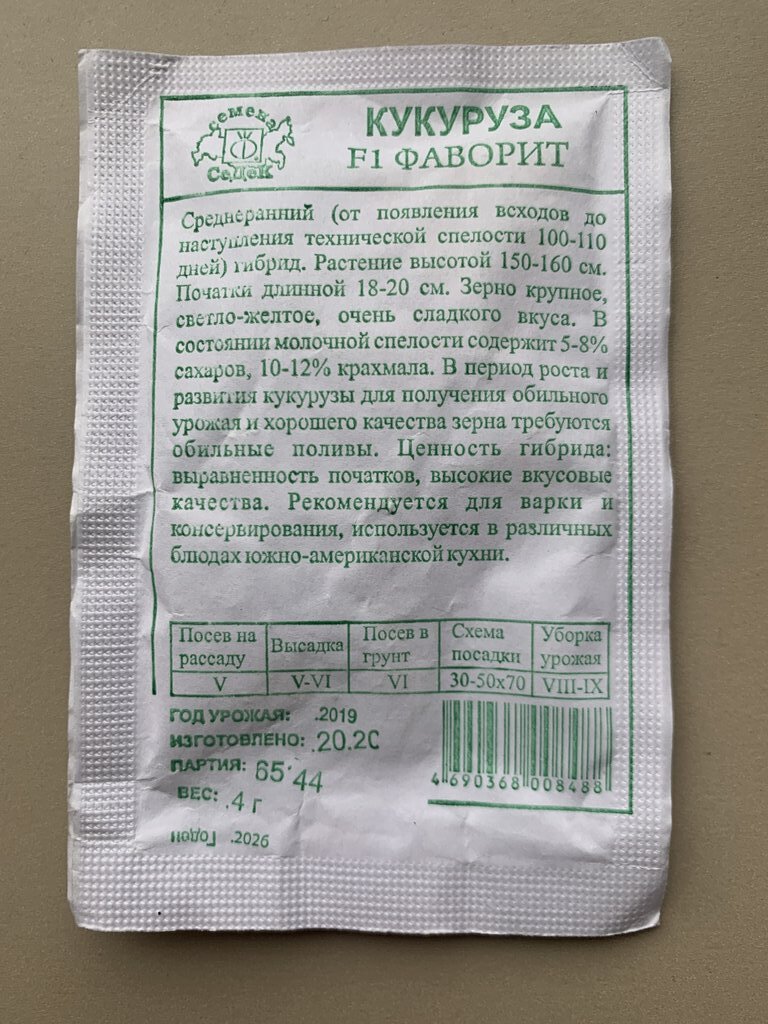 семена
СеДеК
КУКУРУЗА
F1 ФАВОРИТ
Среднеранний (от появления всходов до
наступления технической спелости 100-110
дней) гибрид. Растение высотой 150-160 см.
Початки длинной 18-20 см. Зерно крупное,
светло-желтое, очень сладкого вкуса. В
состоянии молочной спелости содержит 5-8%
сахаров, 10-12% крахмала. В период роста и
развития кукурузы для получения обильного
урожая и хорошего качества зерна требуются
обильные поливы. Ценность гибрида:
выравненность початков, высокие вкусовые
качества. Рекомендуется для варки и
консервирования, используется в различных
блюдах южно-американской кухни.
Посев на рассаду
Высадка
Посев в грунт
Схема посадки
Уборка урожая
V
V-VI
VI
30-50х70
VIII-IX
ГОД УРОЖАЯ: .2019
ИЗГОТОВЛЕНО: .20.20
ПАРТИЯ: 65·44
ВЕС: .4 г
Годен .2026
4 690368 008488